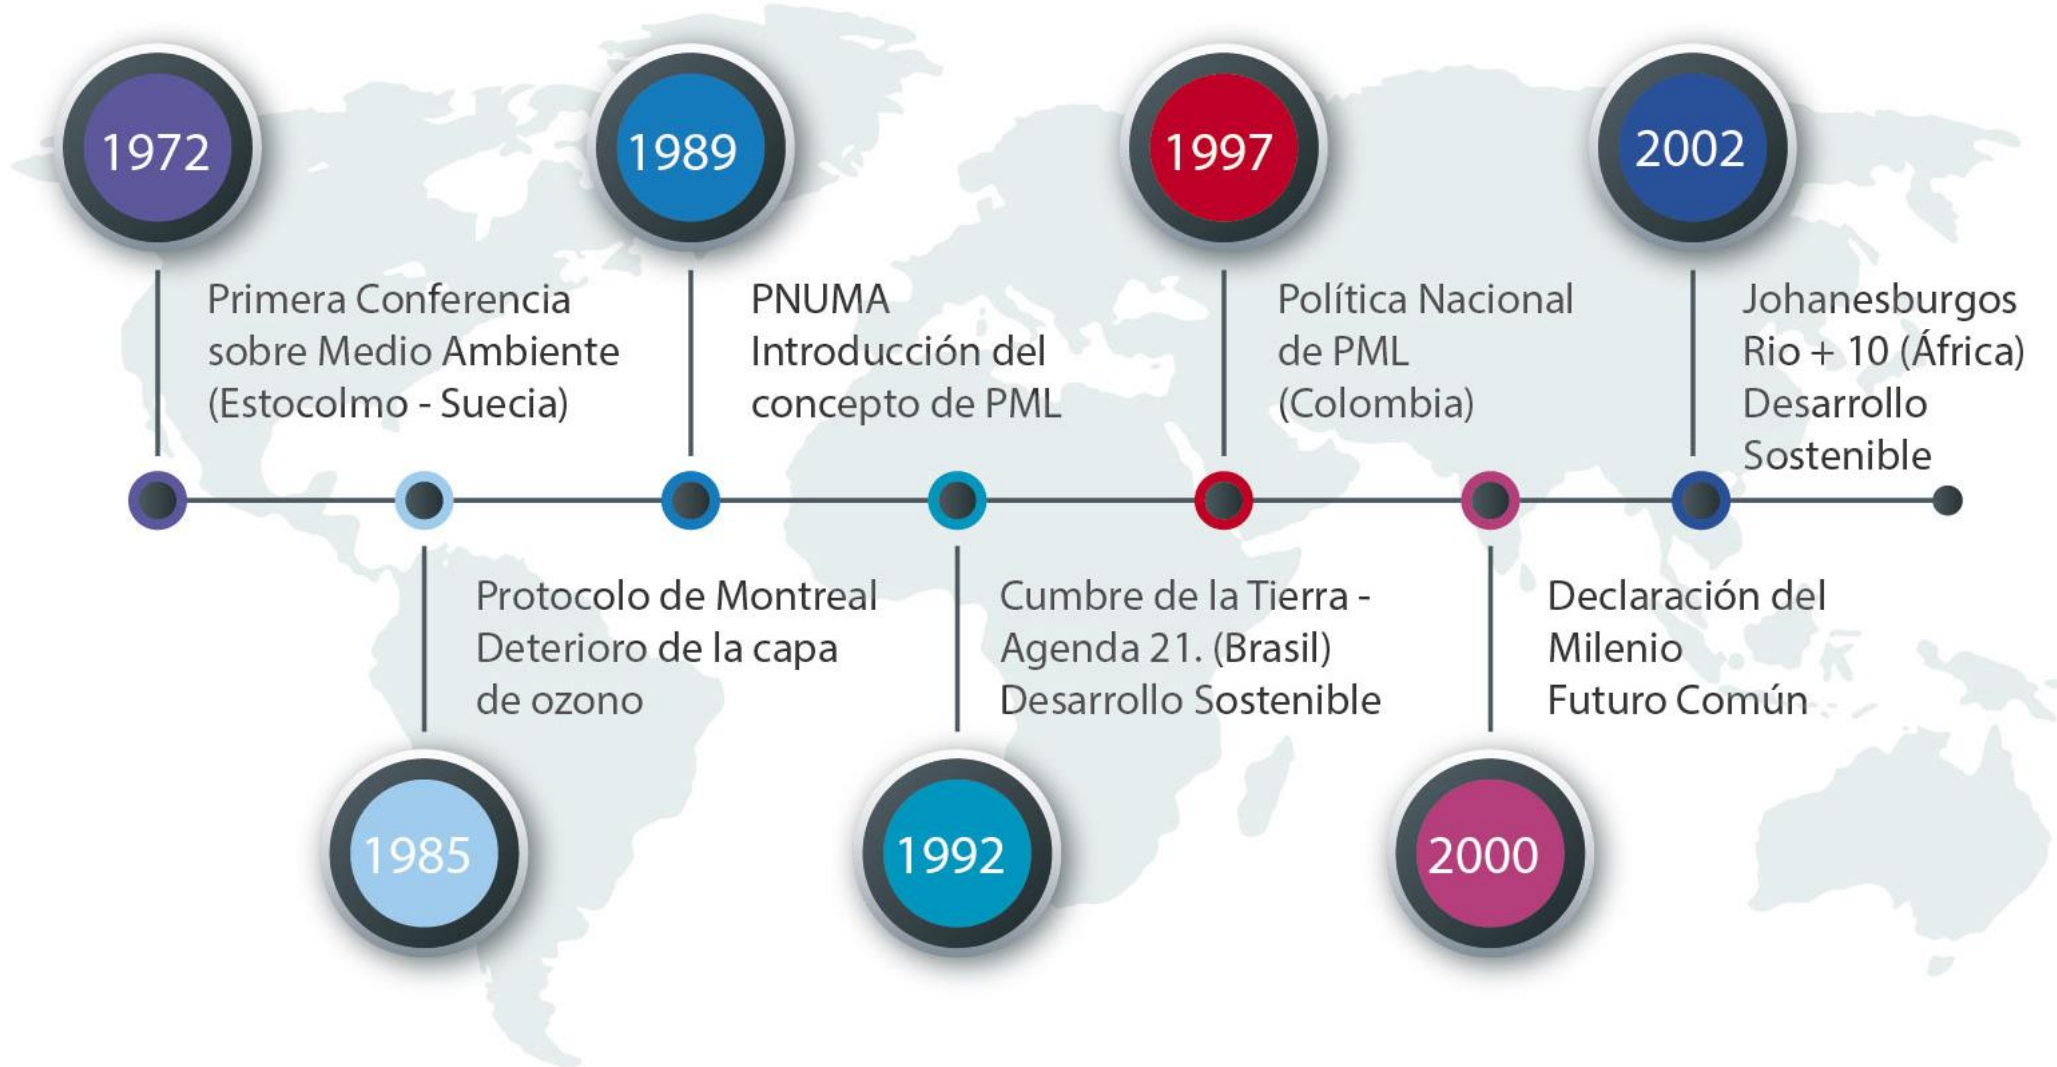 1972
Primera Conferencia
sobre Medio Ambiente
(Estocolmo - Suecia)
1985
Protocolo de Montreal
Deterioro de la capa
de ozono
1989
PNUMA
Introducción del
concepto de PML
1992
Cumbre de la Tierra -
Agenda 21. (Brasil)
Desarrollo Sostenible
1997
Política Nacional
de PML
(Colombia)
2000
Declaración del
Milenio
Futuro Común
2002
Johanesburgos
Rio + 10 (África)
Desarrollo
Sostenible